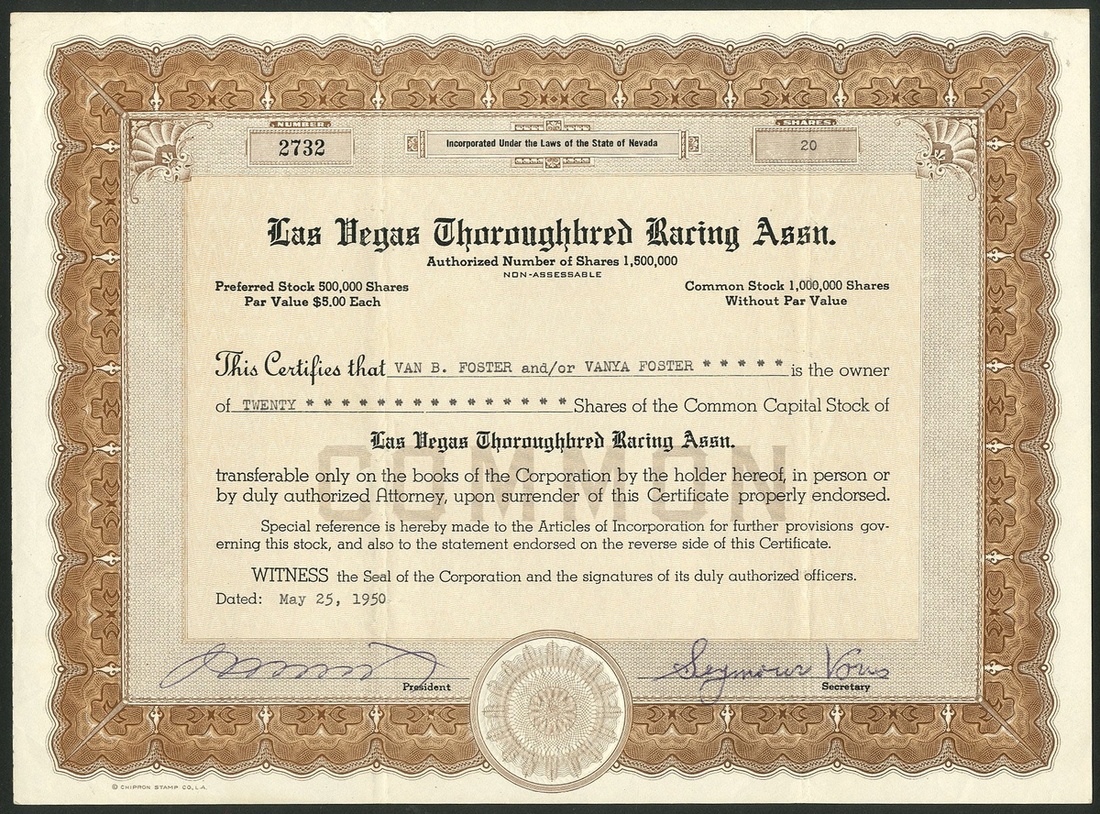 NUMBER
2732
Incorporated Under the Laws of the State of Nevada
SHARES
20
Las Vegas Thoroughbred Racing Assn.
Authorized Number of Shares 1,500,000
NON-ASSESSABLE
Preferred Stock 500,000 Shares
Par Value $5.00 Each
Common Stock 1,000,000 Shares
Without Par Value
This Certifies that VAN B. FOSTER and/or VANYA FOSTER * * * * * is the owner
of TWENTY * * * * * * * * * * * * * * * Shares of the Common Capital Stock of
Las Vegas Thoroughbred Racing Assn.
COMMON
transferable only on the books of the Corporation by the holder hereof, in person or
by duly authorized Attorney, upon surrender of this Certificate properly endorsed.
Special reference is hereby made to the Articles of Incorporation for further provisions gov-
erning this stock, and also to the statement endorsed on the reverse side of this Certificate.
WITNESS the Seal of the Corporation and the signatures of its duly authorized officers.
Dated: May 25, 1950
President
Seymour
Secretary
© CHIPRON STAMP CO., L.A.